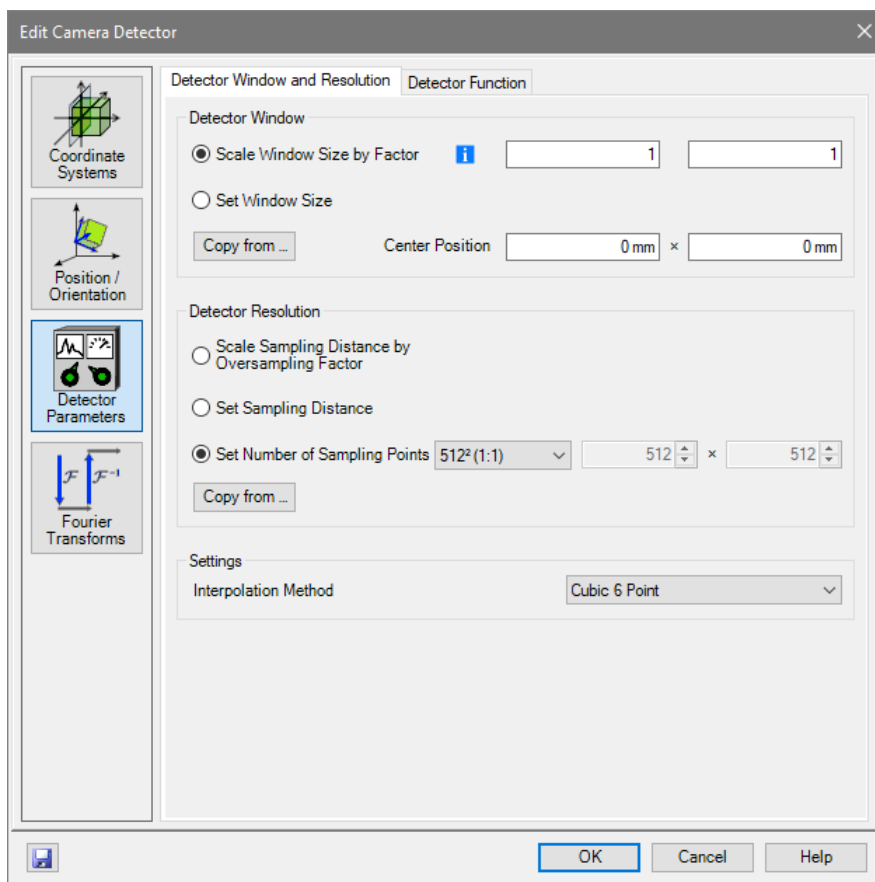 Edit Camera Detector
Coordinate
Systems
Position /
Orientation
Detector
Parameters
ℱ ℱ⁻¹
Fourier
Transforms
Detector Window and Resolution Detector Function
Detector Window
Scale Window Size by Factor i 1 1
Set Window Size
Copy from ... Center Position 0 mm × 0 mm
Detector Resolution
Scale Sampling Distance by
Oversampling Factor
Set Sampling Distance
Set Number of Sampling Points 512² (1:1) 512 × 512
Copy from ...
Settings
Interpolation Method Cubic 6 Point
OK Cancel Help